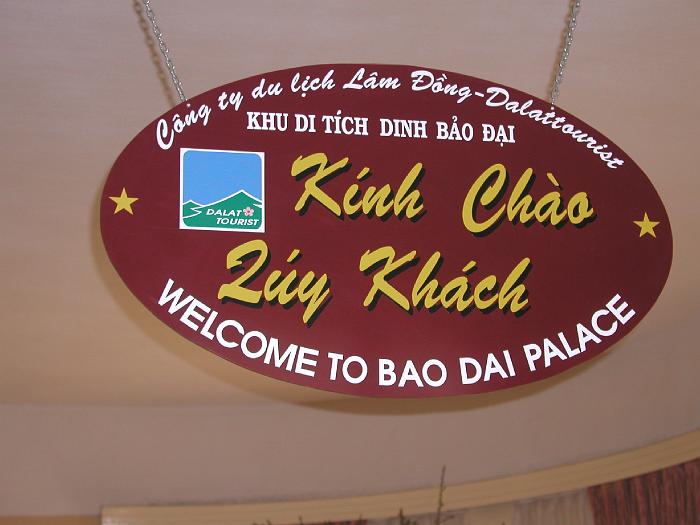 Công ty du lịch Lâm Đồng-Dalattourist
KHU DI TÍCH DINH BẢO ĐẠI
DALAT
TOURIST
Kính Chào
Qúy Khách
WELCOME TO BAO DAI PALACE